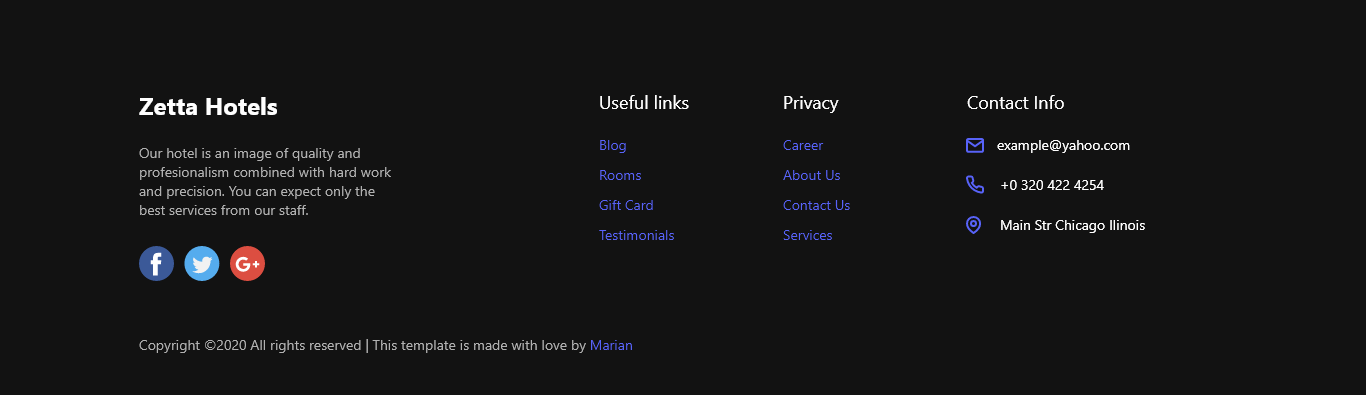 Zetta Hotels
Our hotel is an image of quality and
profesionalism combined with hard work
and precision. You can expect only the
best services from our staff.
Useful links
Blog
Rooms
Gift Card
Testimonials
Privacy
Career
About Us
Contact Us
Services
Contact Info
example@yahoo.com
+0 320 422 4254
Main Str Chicago Ilinois
Copyright ©2020 All rights reserved | This template is made with love by Marian